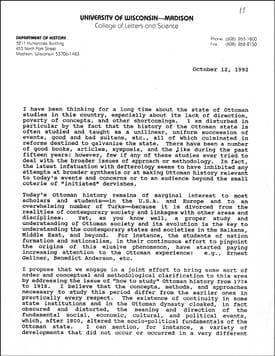 UNIVERSITY OF WISCONSIN—MADISON
College of Letters and Science
DEPARTMENT OF HISTORY
3211 Humanities Building
455 North Park Street
Madison, Wisconsin 53706-1483
Phone: (608) 263-1800
Fax: (608)
October 12, 1992
I have been thinking for a long time about the state of Ottoman
studies in this country, especially about the lack of direction,
poverty of concepts, and other shortcomings. I am disturbed in
particular by the fact that the history of the Ottoman state is
often studied and taught as a unilinear, uniform succession of
events, good and bad sultans, etc., all of which culminated in
reforms destined to galvanize the state. There have been a number
of good books, articles, symposia, and the like during the past
fifteen years; however, few if any of these studies ever tried to
deal with the broader issues of approach or methodology. In fact,
the latest infatuation with defterology seems to have inhibited any
attempts at broader synthesis or at making Ottoman history relevant
to today's events and concerns or to an audience beyond the small
coterie of "initiated" dervishes.
Today's Ottoman history remains of marginal interest to most
scholars and students—in the U.S.A. and Europe and to an
overwhelming number of Turks—because it is divorced from the
realities of contemporary society and linkages with other areas and
disciplines. Yet, as you well know, a proper study and
understanding of Ottoman society and of its evolution is a key to
understanding the contemporary states and societies in the Balkans,
Middle East, and beyond. For instance, the students of nation
formation and nationalism, in their continuous effort to pinpoint
the origins of this elusive phenomenon, have started paying
increasing attention to the Ottoman experience: e.g., Ernest
Gellner, Benedict Anderson, etc.
I propose that we engage in a joint effort to bring some sort of
order and conceptual and methodological clarification to this area
by addressing the issue of "how to study" Ottoman history from 1774
to 1918. I believe that the concepts, methods, and approaches
necessary to study this period differ from the earlier ones in
practically every respect. The existence of continuity in some
state institutions and in the Ottoman dynasty cloaked, in fact
obscured and distorted, the meaning and direction of the
fundamental social, economic, cultural, and political events,
which, after 1800, altered the socio-political fundaments of the
Ottoman state. I can mention, for instance, a variety of
developments that did not occur or occurred in a very different